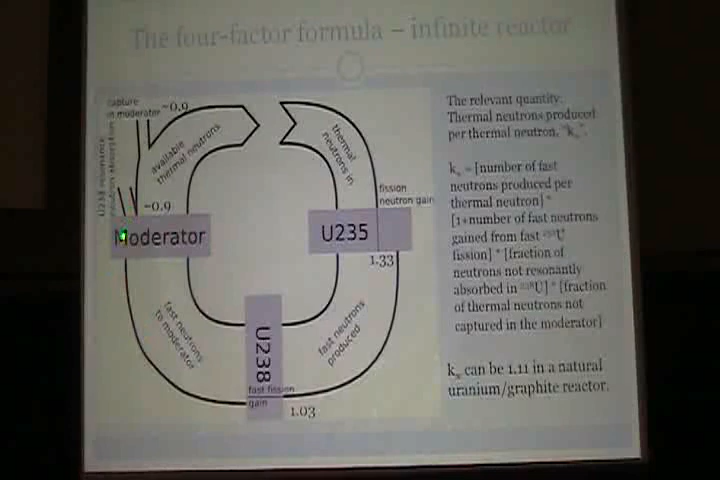 The four-factor formula – infinite reactor
capture
in moderator
~0.9
available
thermal neutrons
thermal
neutrons in
U238 resonance
~0.9
Moderator
fission
neutron gain
U235
1.33
fast neutrons
to moderator
fast neutrons
produced
U238
fast fission
gain
1.03
The relevant quantity:
Thermal neutrons produced
per thermal neutron, "k∞".
k∞ = [number of fast
neutrons produced per
thermal neutron] *
[1+number of fast neutrons
gained from fast ²³⁸U
fission] * [fraction of
neutrons not resonantly
absorbed in ²³⁸U] * [fraction
of thermal neutrons not
captured in the moderator]
k∞ can be 1.11 in a natural
uranium/graphite reactor.